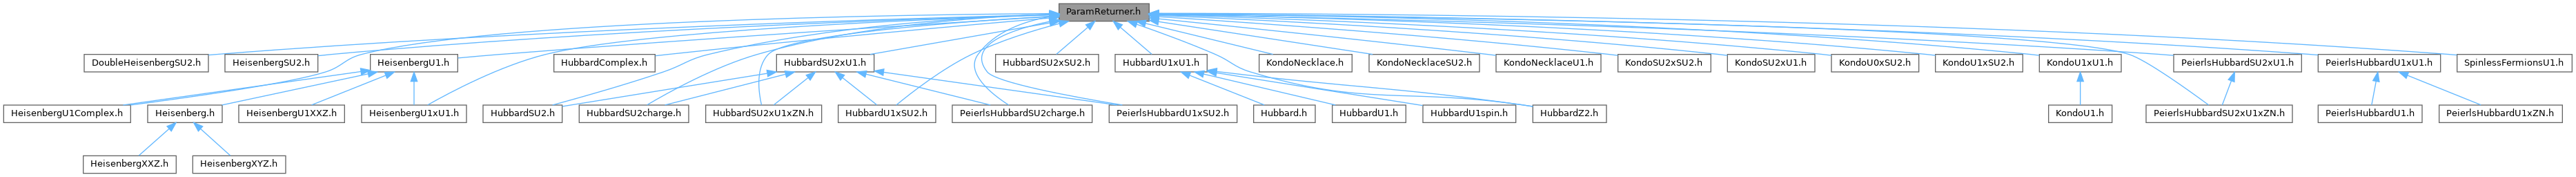 ParamReturner.h
DoubleHeisenbergSU2.h
HeisenbergSU2.h
HeisenbergU1.h
HubbardComplex.h
HubbardSU2xU1.h
HubbardSU2xSU2.h
HubbardU1xU1.h
KondoNecklace.h
KondoNecklaceSU2.h
KondoNecklaceU1.h
KondoSU2xSU2.h
KondoSU2xU1.h
KondoU0xSU2.h
KondoU1xSU2.h
KondoU1xU1.h
PeierlsHubbardSU2xU1.h
PeierlsHubbardU1xU1.h
SpinlessFermionsU1.h
HeisenbergU1Complex.h
Heisenberg.h
HeisenbergU1XXZ.h
HeisenbergU1xU1.h
HubbardSU2.h
HubbardSU2charge.h
HubbardSU2xU1xZN.h
HubbardU1xSU2.h
PeierlsHubbardSU2charge.h
PeierlsHubbardU1xSU2.h
Hubbard.h
HubbardU1.h
HubbardU1spin.h
HubbardZ2.h
KondoU1.h
PeierlsHubbardSU2xU1xZN.h
PeierlsHubbardU1.h
PeierlsHubbardU1xZN.h
HeisenbergXXZ.h
HeisenbergXYZ.h